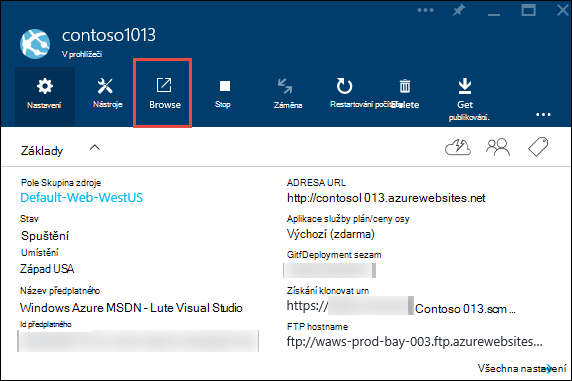 contoso1013
V prohlížeči
Nastavení
Nástroje
Browse
Stop
Záměna
Restartování počítače
Delete
Get
publikování.
Základy
Pole Skupina zdroje
Default-Web-WestUS
Stav
Spuštění
Umístění
Západ USA
Název předplatného
Windows Azure MSDN - Lute Visual Studio
Id předplatného
ADRESA URL
http://contosol 013.azurewebsites.net
Aplikace služby plán/ceny osy
Výchozí (zdarma)
GitfDeployment sezam
Získání klonovat urn
https:// Contoso 013.scm...
FTP hostname
ftp://waws-prod-bay-003.ftp.azurewebsites...
Všechna nastavení